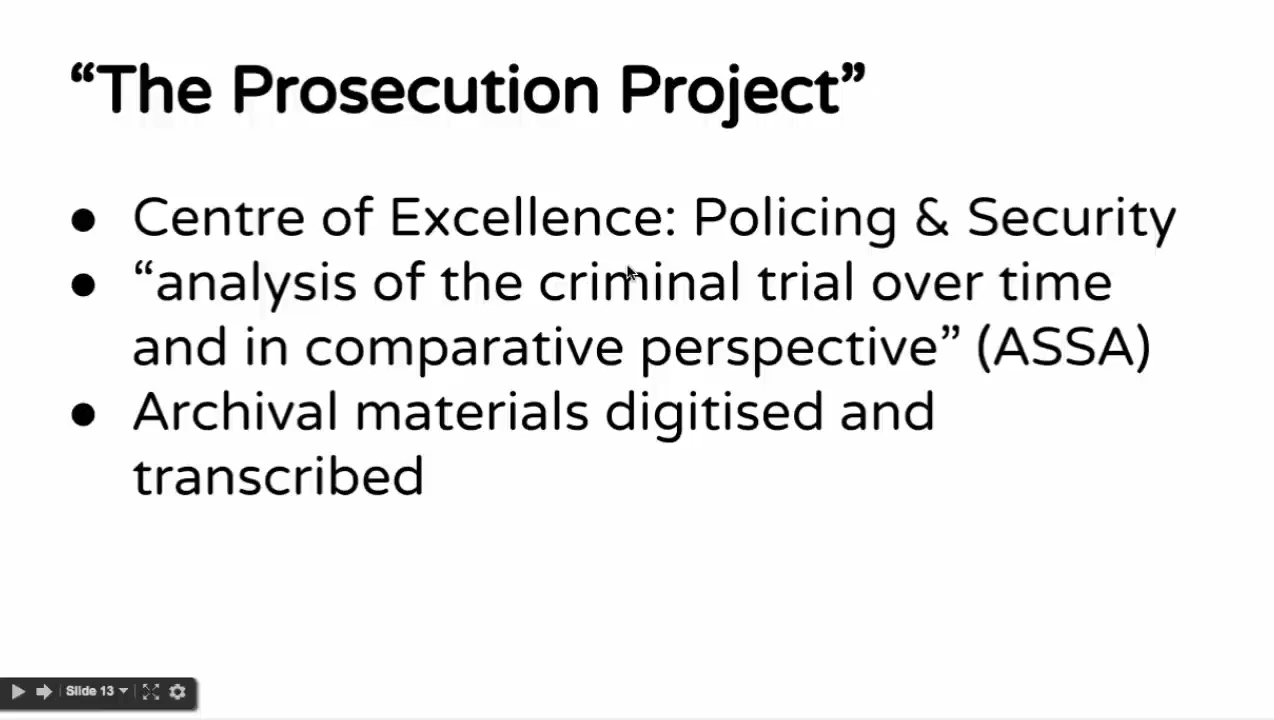 “The Prosecution Project”
● Centre of Excellence: Policing & Security
● “analysis of the criminal trial over time
and in comparative perspective” (ASSA)
● Archival materials digitised and
transcribed
Slide 13